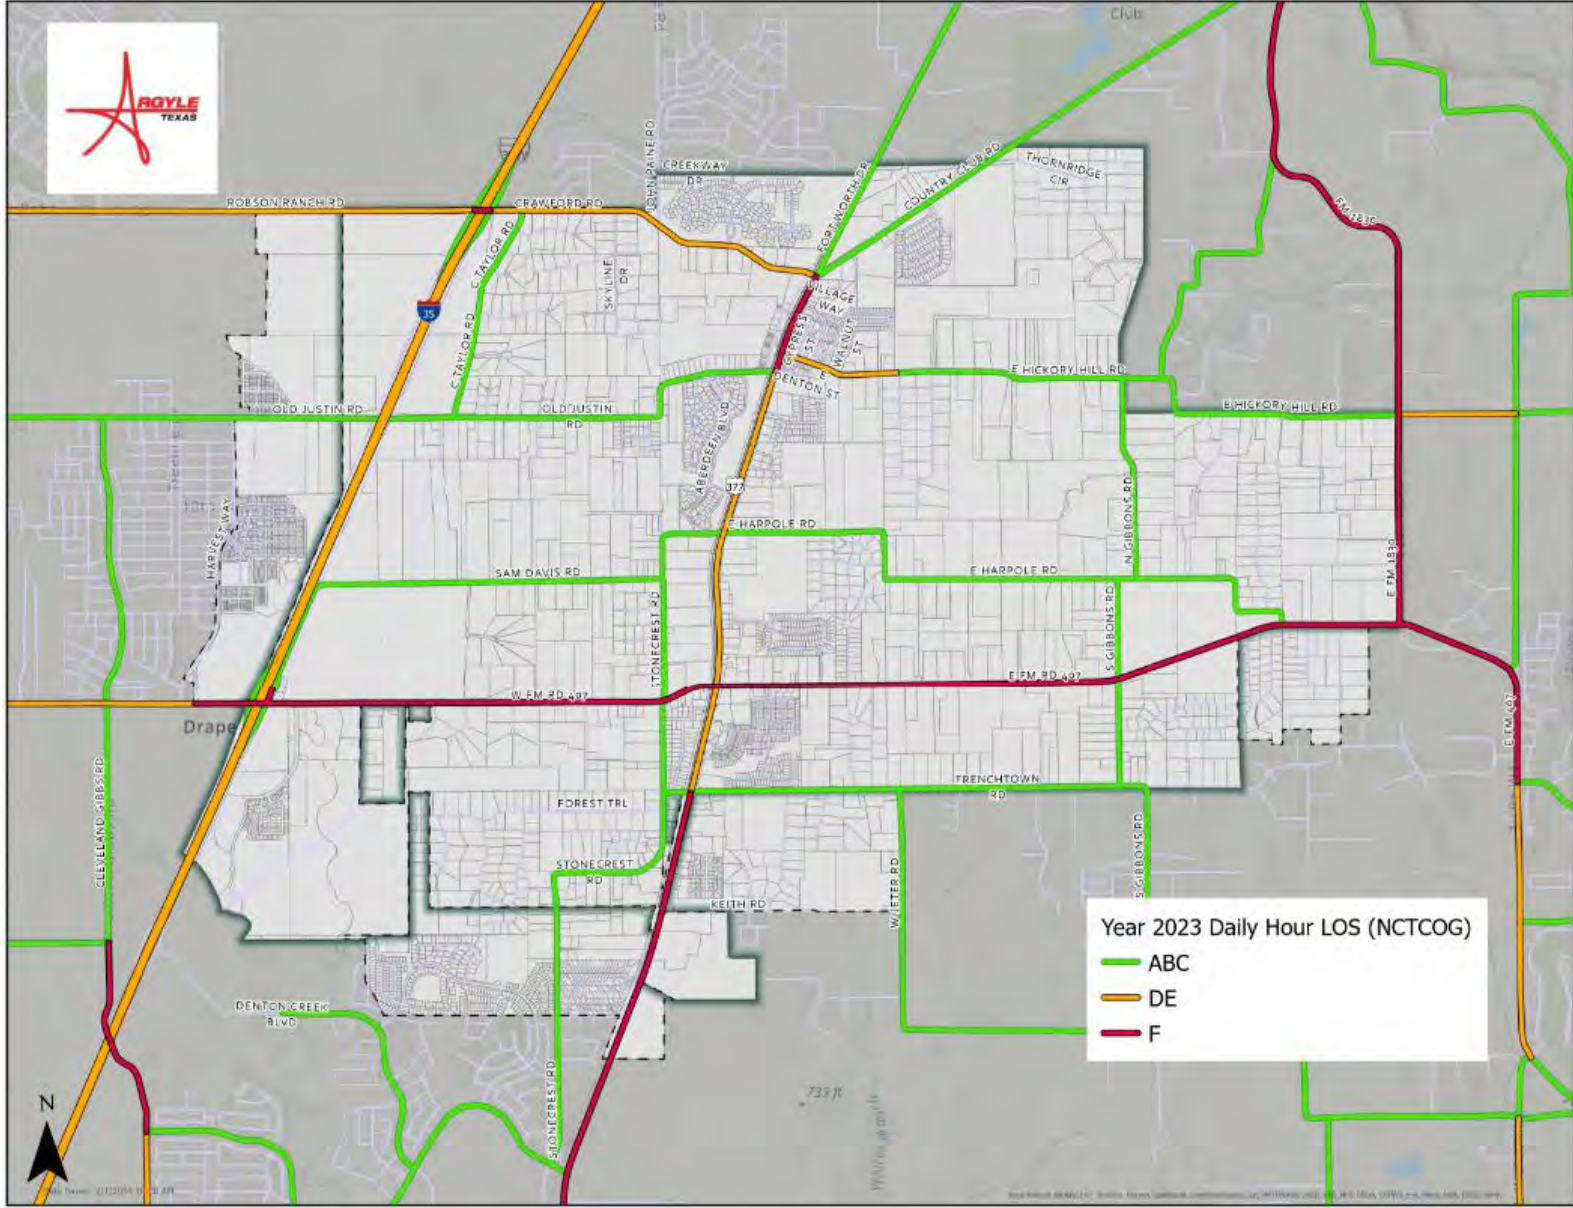 Club
ARGYLE
TEXAS
JOHN PAINE RD
CREEKWAY
DR
THORNRIDGE
CIR
COUNTRY CLUB RD
FORT WORTH DR
ROBSON RANCH RD
CRAWFORD RD
FM 1830
C TAYLOR RD
SKYLINE
DR
35
VILLAGE
WAY
CYPRESS
ST
E WALNUT
ST
C TAYLOR RD
E HICKORY HILL RD
E
DENTON ST
OLD JUSTIN RD
OLD JUSTIN
RD
E HICKORY HILL RD
ABERDEEN BLVD
377
HARVEST WAY
E HARPOLE RD
N GIBBONS RD
SAM DAVIS RD
E HARPOLE RD
E FM 1830
STONECREST RD
S GIBBONS RD
W FM RD 407
E FM RD 407
Drape
E FM 407
CLEVELAND GIBBS RD
FRENCHTOWN
RD
FOREST TRL
STONECREST
RD
S GIBBONS RD
KEITH RD
W JETER RD
Year 2023 Daily Hour LOS (NCTCOG)
ABC
DE
F
DENTON CREEK
BLVD
STONECREST RD
733 ft
N